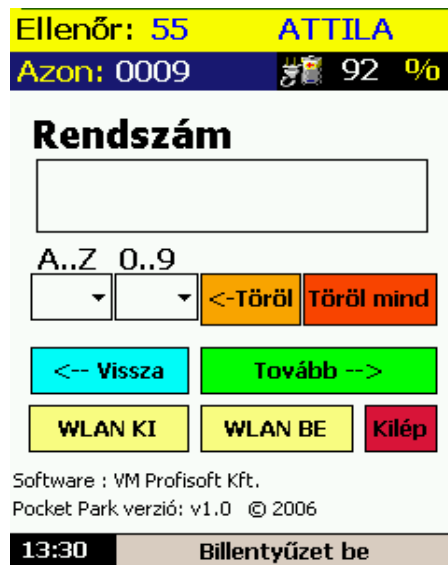 Ellenőr: 55 ATTILA
Azon: 0009 92 %
Rendszám
A..Z 0..9
<-Töröl Töröl mind
<-- Vissza Tovább -->
WLAN KI WLAN BE Kilép
Software : VM Profisoft Kft.
Pocket Park verzió: v1.0 © 2006
13:30 Billentyűzet be